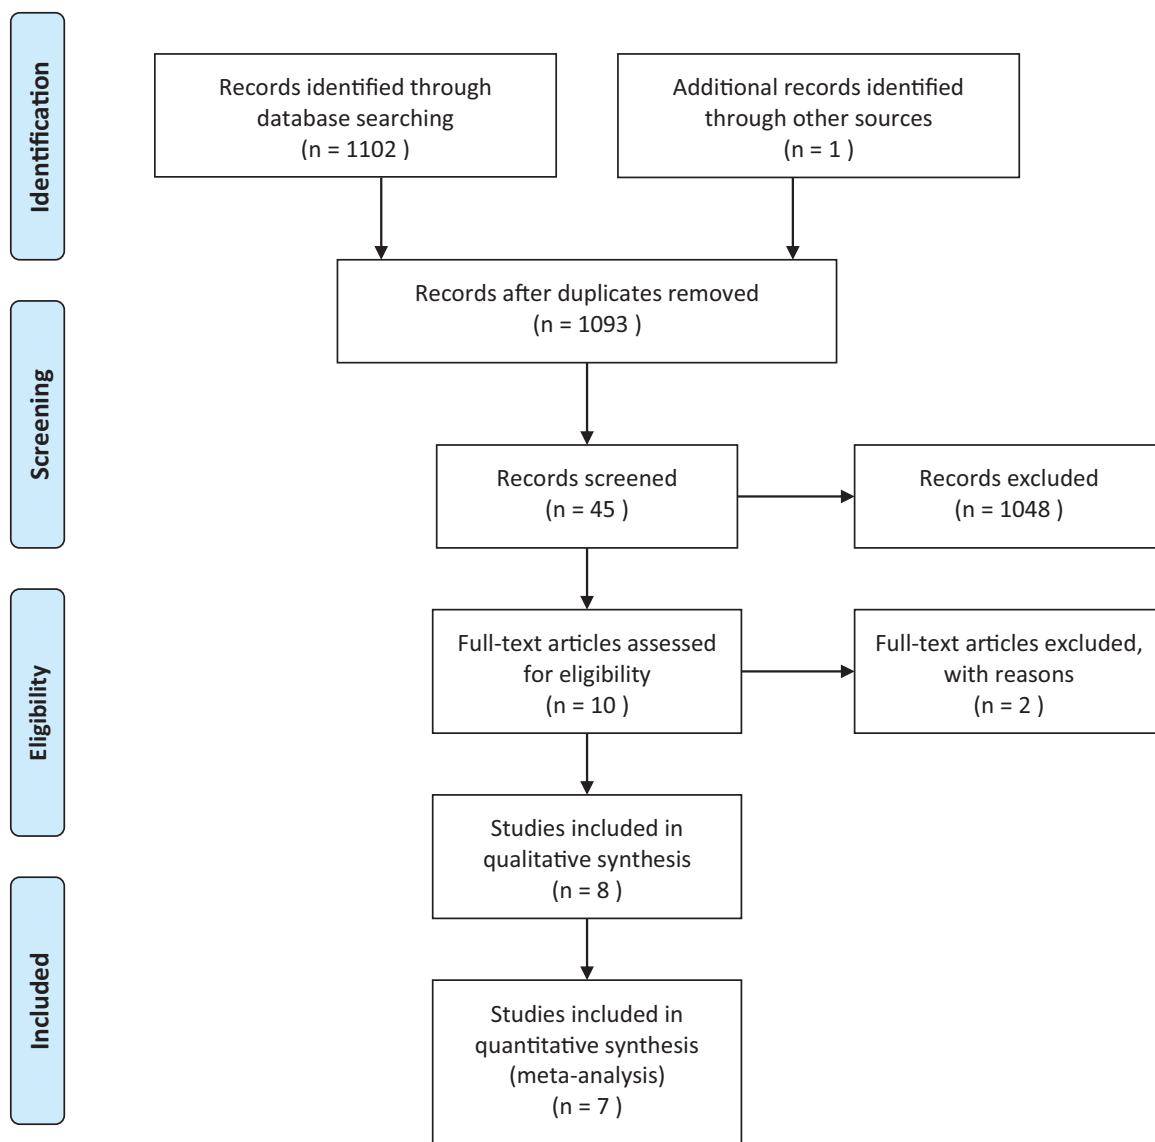 Identification
Records identified through
database searching
(n = 1102 )
Additional records identified
through other sources
(n = 1 )
Records after duplicates removed
(n = 1093 )
Screening
Records screened
(n = 45 )
Records excluded
(n = 1048 )
Eligibility
Full-text articles assessed
for eligibility
(n = 10 )
Full-text articles excluded,
with reasons
(n = 2 )
Studies included in
qualitative synthesis
(n = 8 )
Included
Studies included in
quantitative synthesis
(meta-analysis)
(n = 7 )